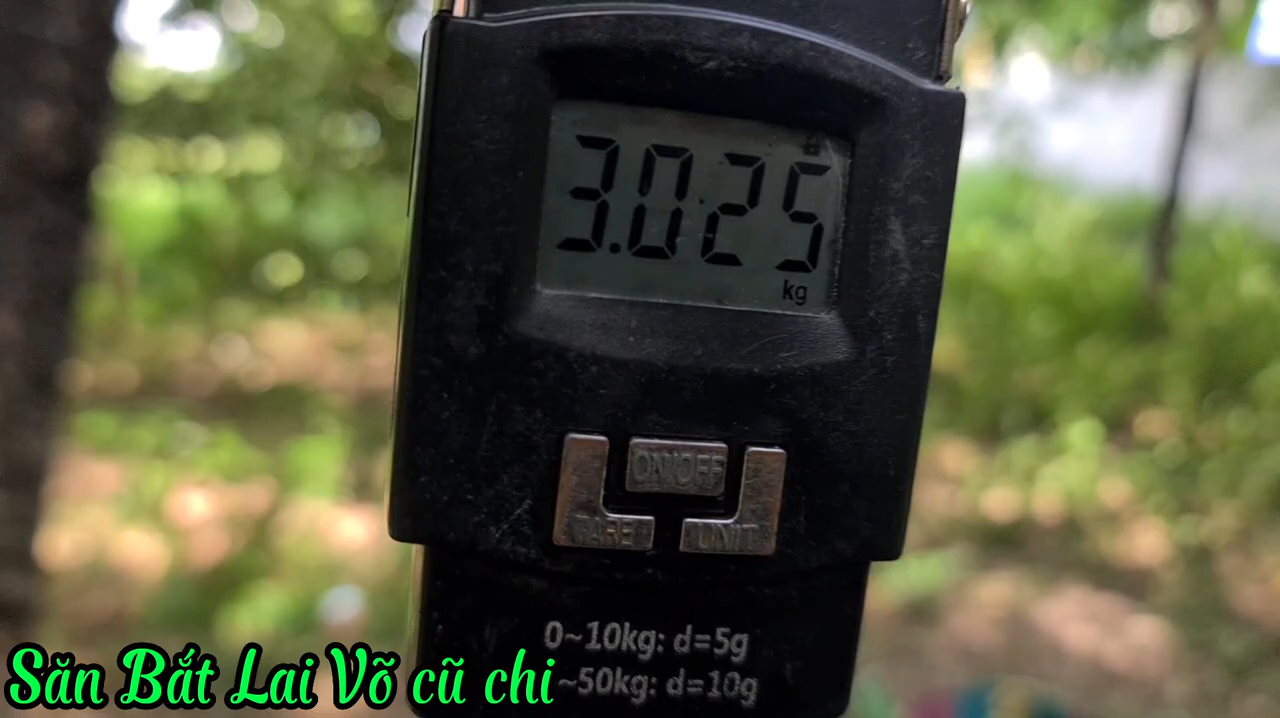 3.025
kg
ON/OFF
TARE
UNIT
0~10kg: d=5g
~50kg: d=10g
Săn Bắt Lai Võ cũ chi